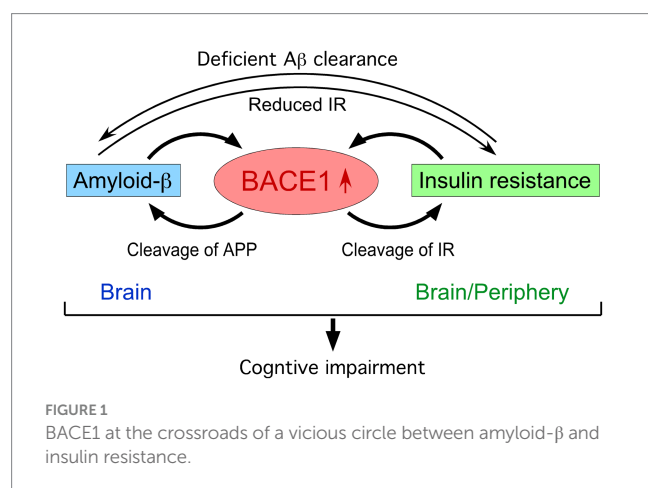 Deficient Aβ clearance
Reduced IR
Amyloid-β
BACE1
Insulin resistance
Cleavage of APP
Cleavage of IR
Brain
Brain/Periphery
Cogntive impairment
FIGURE 1
BACE1 at the crossroads of a vicious circle between amyloid-β and
insulin resistance.